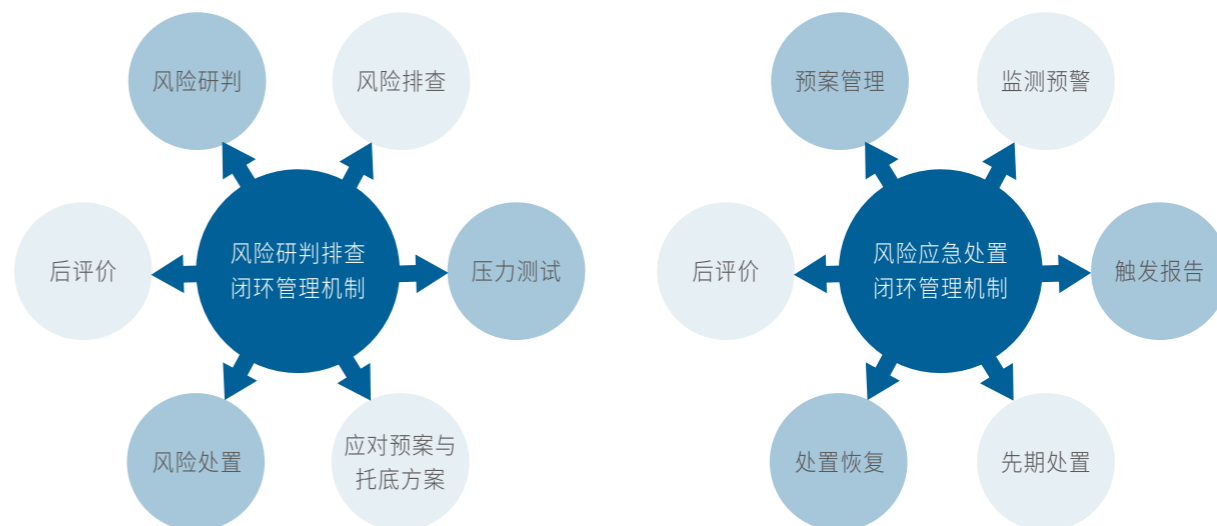 风险研判
风险排查
风险研判排查
闭环管理机制
后评价
压力测试
风险处置
应对预案与
托底方案
预案管理
监测预警
风险应急处置
闭环管理机制
后评价
触发报告
处置恢复
先期处置